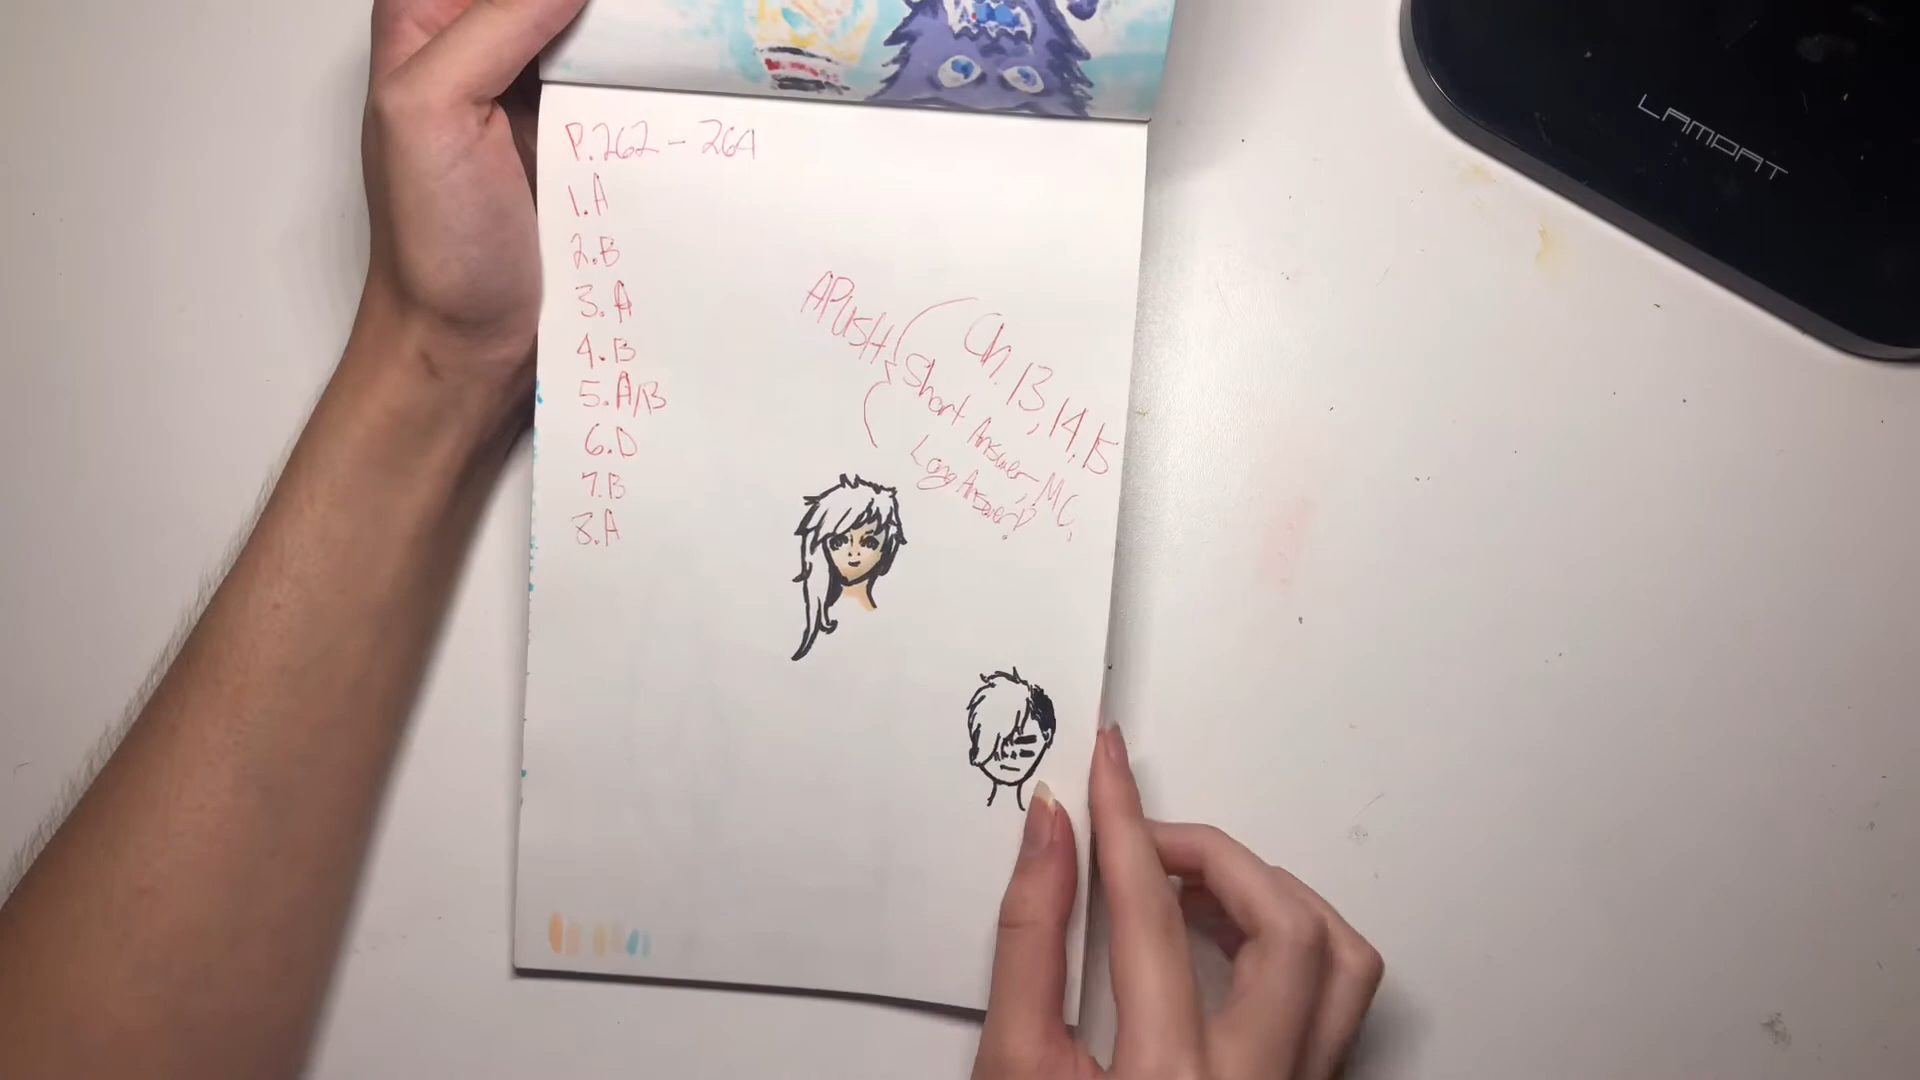 P.262-264
1.A
2.B
3.A
4.B
5.A/B
6.D
7.B
8.A
APUSH
Ch. 13, 14, 15
Short Answer, MC,
Long Answer?
LAMPAT